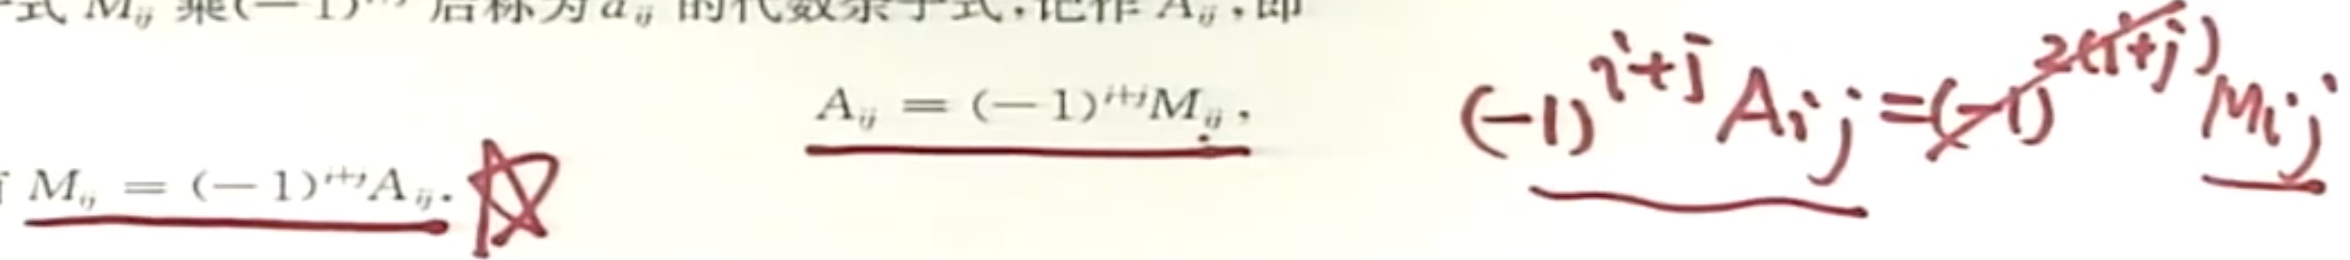 式 Mᵢⱼ 乘(－1)ⁱ⁺ʲ 后称为 aᵢⱼ 的代数余子式,记作 Aᵢⱼ,即
Aᵢⱼ = (－1)ⁱ⁺ʲMᵢⱼ,
(-1)ⁱ⁺ʲ Aᵢⱼ = (-1)²⁽ⁱ⁺ʲ⁾ Mᵢⱼ
Mᵢⱼ = (－1)ⁱ⁺ʲAᵢⱼ.